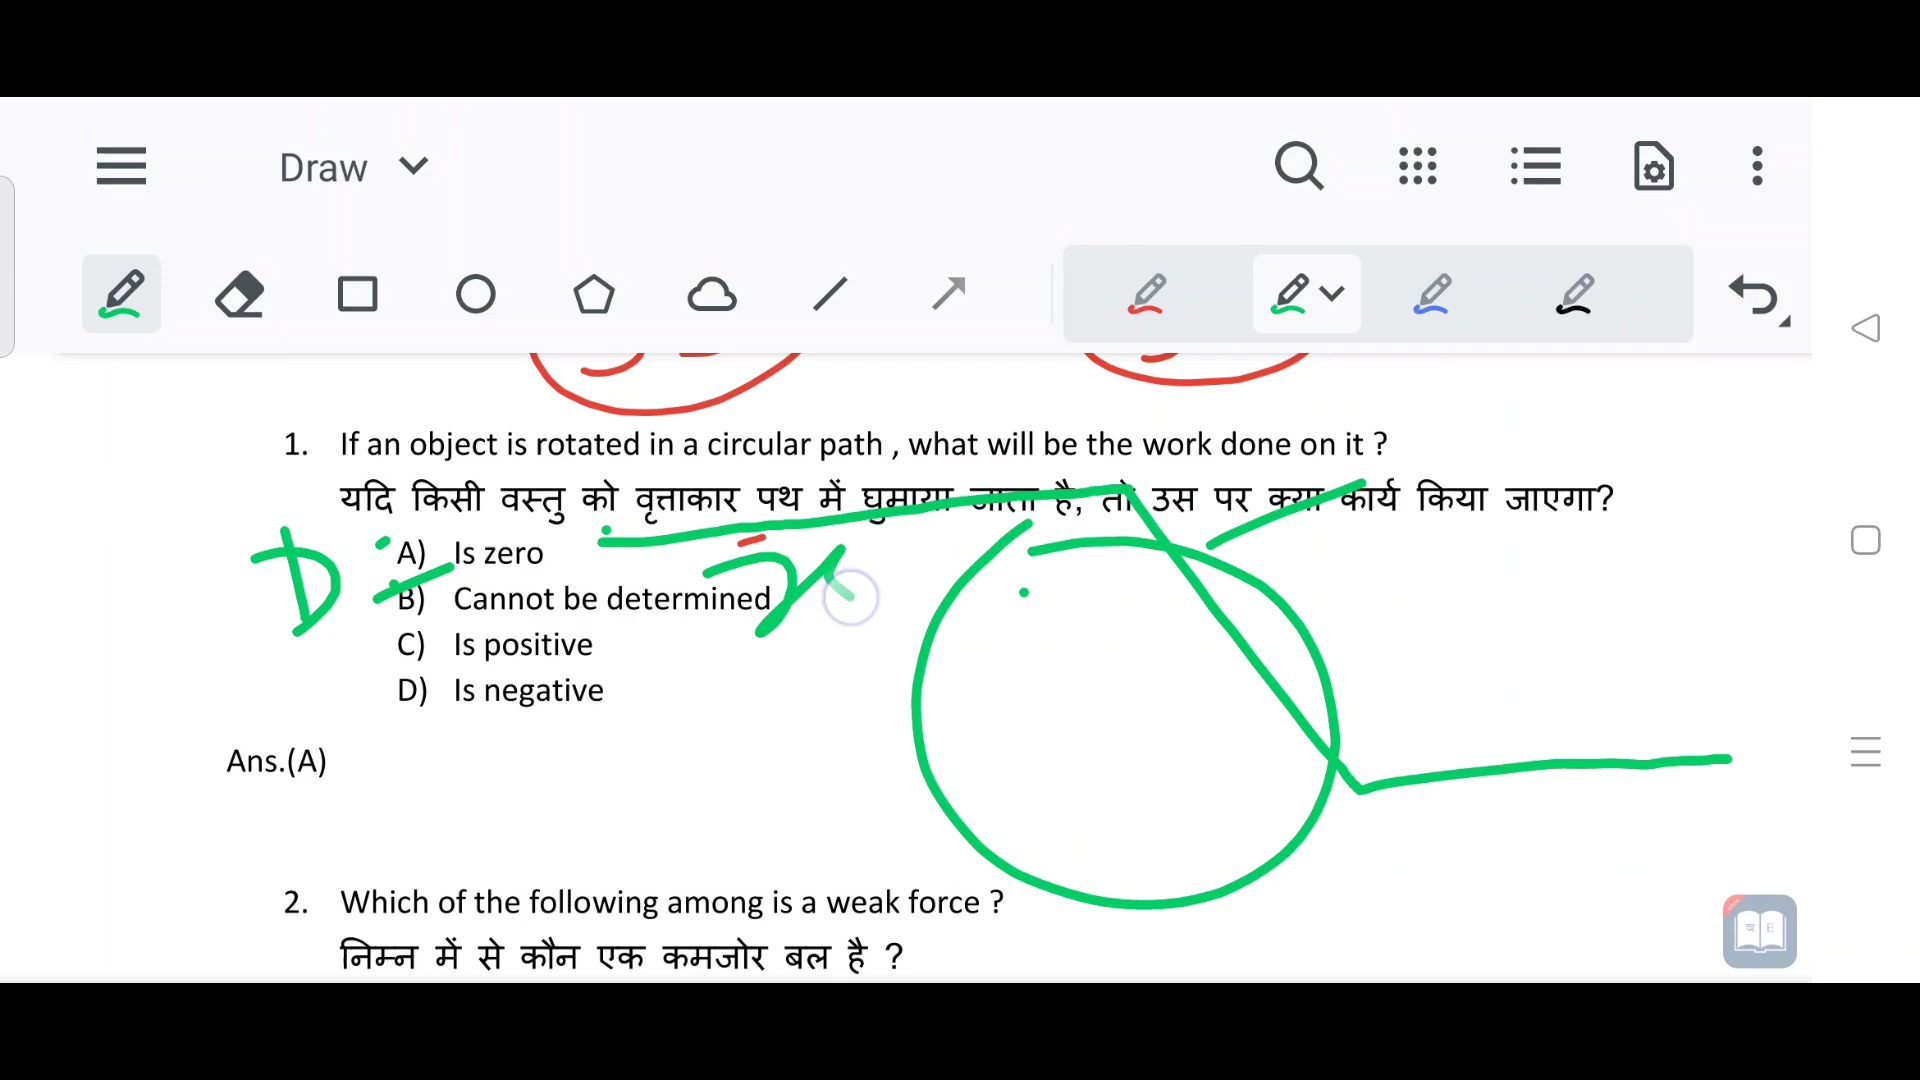 Draw
1. If an object is rotated in a circular path , what will be the work done on it ?
यदि किसी वस्तु को वृत्ताकार पथ में घुमाया जाता है, तो उस पर क्या कार्य किया जाएगा?
D
A) Is zero
B) Cannot be determined
C) Is positive
D) Is negative
Ans.(A)
2. Which of the following among is a weak force ?
निम्न में से कौन एक कमजोर बल है ?